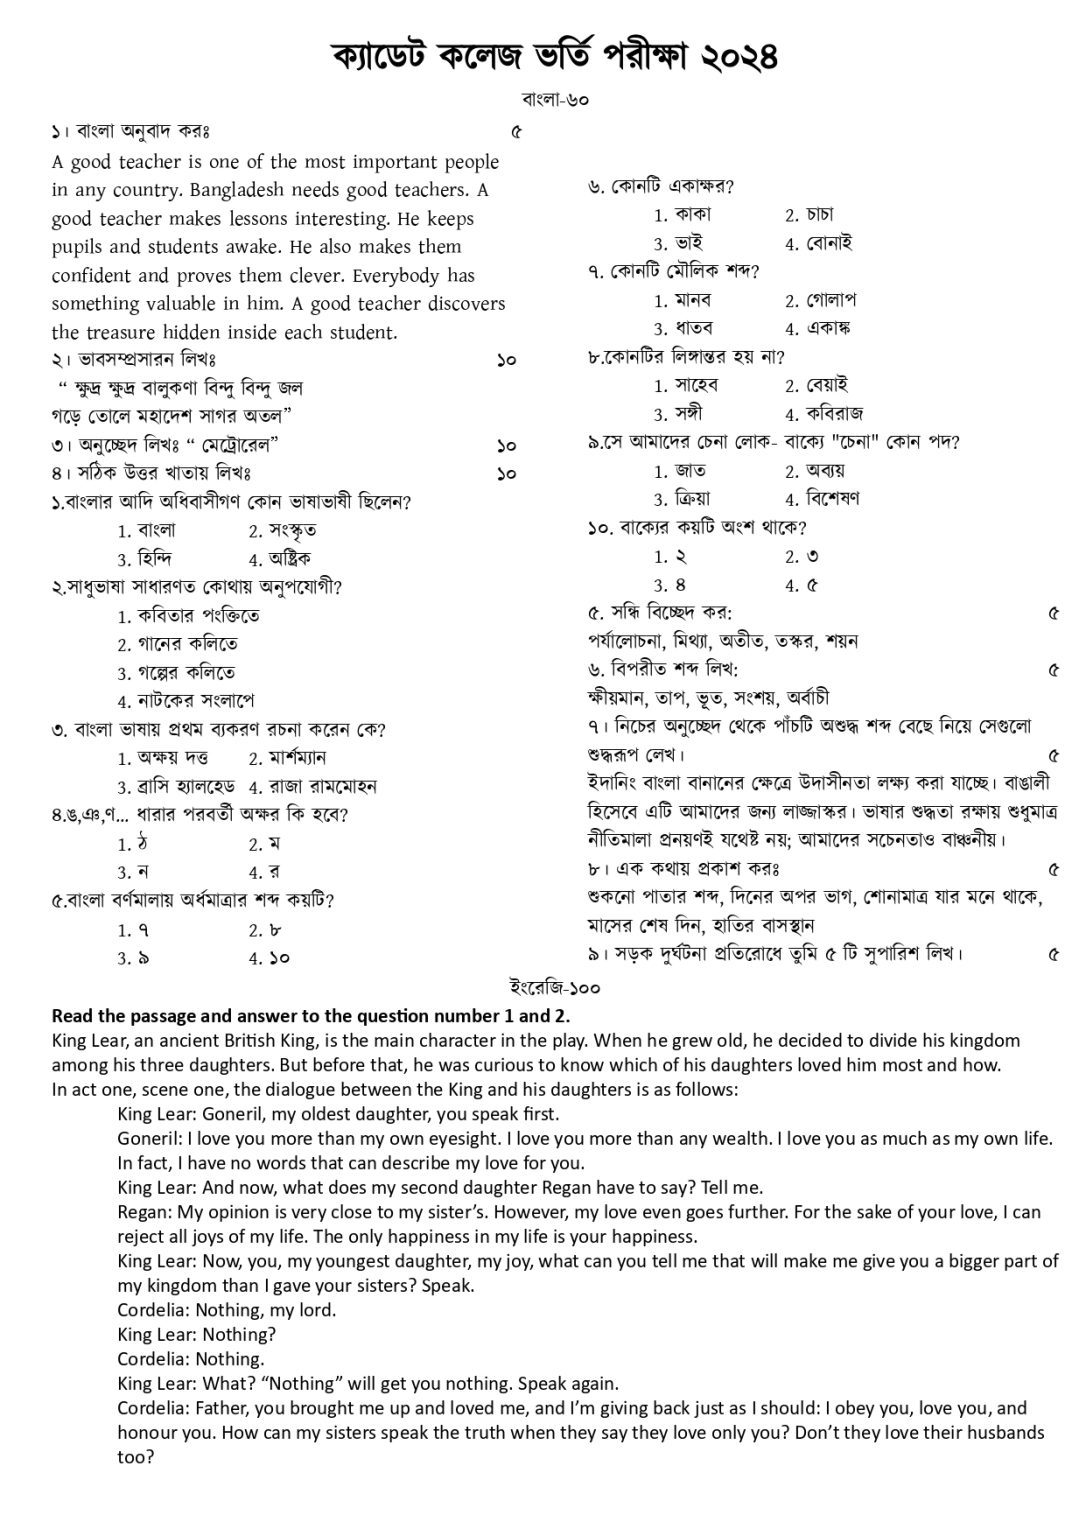 ক্যাডেট কলেজ ভর্তি পরীক্ষা ২০২৪
বাংলা-৬০
১। বাংলা অনুবাদ করঃ ৫
A good teacher is one of the most important people
in any country. Bangladesh needs good teachers. A
good teacher makes lessons interesting. He keeps
pupils and students awake. He also makes them
confident and proves them clever. Everybody has
something valuable in him. A good teacher discovers
the treasure hidden inside each student.
২। ভাবসম্প্রসারন লিখঃ ১০
“ ক্ষুদ্র ক্ষুদ্র বালুকণা বিন্দু বিন্দু জল
গড়ে তোলে মহাদেশ সাগর অতল”
৩। অনুচ্ছেদ লিখঃ “ মেট্রোরেল” ১০
৪। সঠিক উত্তর খাতায় লিখঃ ১০
১.বাংলার আদি অধিবাসীগণ কোন ভাষাভাষী ছিলেন?
1. বাংলা 2. সংস্কৃত
3. হিন্দি 4. অষ্ট্রিক
২.সাধুভাষা সাধারণত কোথায় অনুপযোগী?
1. কবিতার পংক্তিতে
2. গানের কলিতে
3. গল্পের কলিতে
4. নাটকের সংলাপে
৩. বাংলা ভাষায় প্রথম ব্যকরণ রচনা করেন কে?
1. অক্ষয় দত্ত 2. মার্শম্যান
3. ব্রাসি হ্যালহেড 4. রাজা রামমোহন
৪.ঙ,ঞ,ণ... ধারার পরবর্তী অক্ষর কি হবে?
1. ঠ 2. ম
3. ন 4. র
৫.বাংলা বর্ণমালায় অর্ধমাত্রার শব্দ কয়টি?
1. ৭ 2. ৮
3. ৯ 4. ১০
৬. কোনটি একাক্ষর?
1. কাকা 2. চাচা
3. ভাই 4. বোনাই
৭. কোনটি মৌলিক শব্দ?
1. মানব 2. গোলাপ
3. ধাতব 4. একাঙ্ক
৮.কোনটির লিঙ্গান্তর হয় না?
1. সাহেব 2. বেয়াই
3. সঙ্গী 4. কবিরাজ
৯.সে আমাদের চেনা লোক- বাক্যে "চেনা" কোন পদ?
1. জাত 2. অব্যয়
3. ক্রিয়া 4. বিশেষণ
১০. বাক্যের কয়টি অংশ থাকে?
1. ২ 2. ৩
3. ৪ 4. ৫
৫. সন্ধি বিচ্ছেদ কর: ৫
পর্যালোচনা, মিথ্যা, অতীত, তস্কর, শয়ন
৬. বিপরীত শব্দ লিখ: ৫
ক্ষীয়মান, তাপ, ভূত, সংশয়, অর্বাচী
৭। নিচের অনুচ্ছেদ থেকে পাঁচটি অশুদ্ধ শব্দ বেছে নিয়ে সেগুলো
শুদ্ধরূপ লেখ। ৫
ইদানিং বাংলা বানানের ক্ষেত্রে উদাসীনতা লক্ষ্য করা যাচ্ছে। বাঙালী
হিসেবে এটি আমাদের জন্য লাজ্জাস্কর। ভাষার শুদ্ধতা রক্ষায় শুধুমাত্র
নীতিমালা প্রনয়ণই যথেষ্ট নয়; আমাদের সচেনতাও বাঞ্চনীয়।
৮। এক কথায় প্রকাশ করঃ ৫
শুকনো পাতার শব্দ, দিনের অপর ভাগ, শোনামাত্র যার মনে থাকে,
মাসের শেষ দিন, হাতির বাসস্থান
৯। সড়ক দুর্ঘটনা প্রতিরোধে তুমি ৫ টি সুপারিশ লিখ। ৫
ইংরেজি-১০০
Read the passage and answer to the question number 1 and 2.
King Lear, an ancient British King, is the main character in the play. When he grew old, he decided to divide his kingdom
among his three daughters. But before that, he was curious to know which of his daughters loved him most and how.
In act one, scene one, the dialogue between the King and his daughters is as follows:
King Lear: Goneril, my oldest daughter, you speak first.
Goneril: I love you more than my own eyesight. I love you more than any wealth. I love you as much as my own life.
In fact, I have no words that can describe my love for you.
King Lear: And now, what does my second daughter Regan have to say? Tell me.
Regan: My opinion is very close to my sister’s. However, my love even goes further. For the sake of your love, I can
reject all joys of my life. The only happiness in my life is your happiness.
King Lear: Now, you, my youngest daughter, my joy, what can you tell me that will make me give you a bigger part of
my kingdom than I gave your sisters? Speak.
Cordelia: Nothing, my lord.
King Lear: Nothing?
Cordelia: Nothing.
King Lear: What? “Nothing” will get you nothing. Speak again.
Cordelia: Father, you brought me up and loved me, and I’m giving back just as I should: I obey you, love you, and
honour you. How can my sisters speak the truth when they say they love only you? Don’t they love their husbands
too?